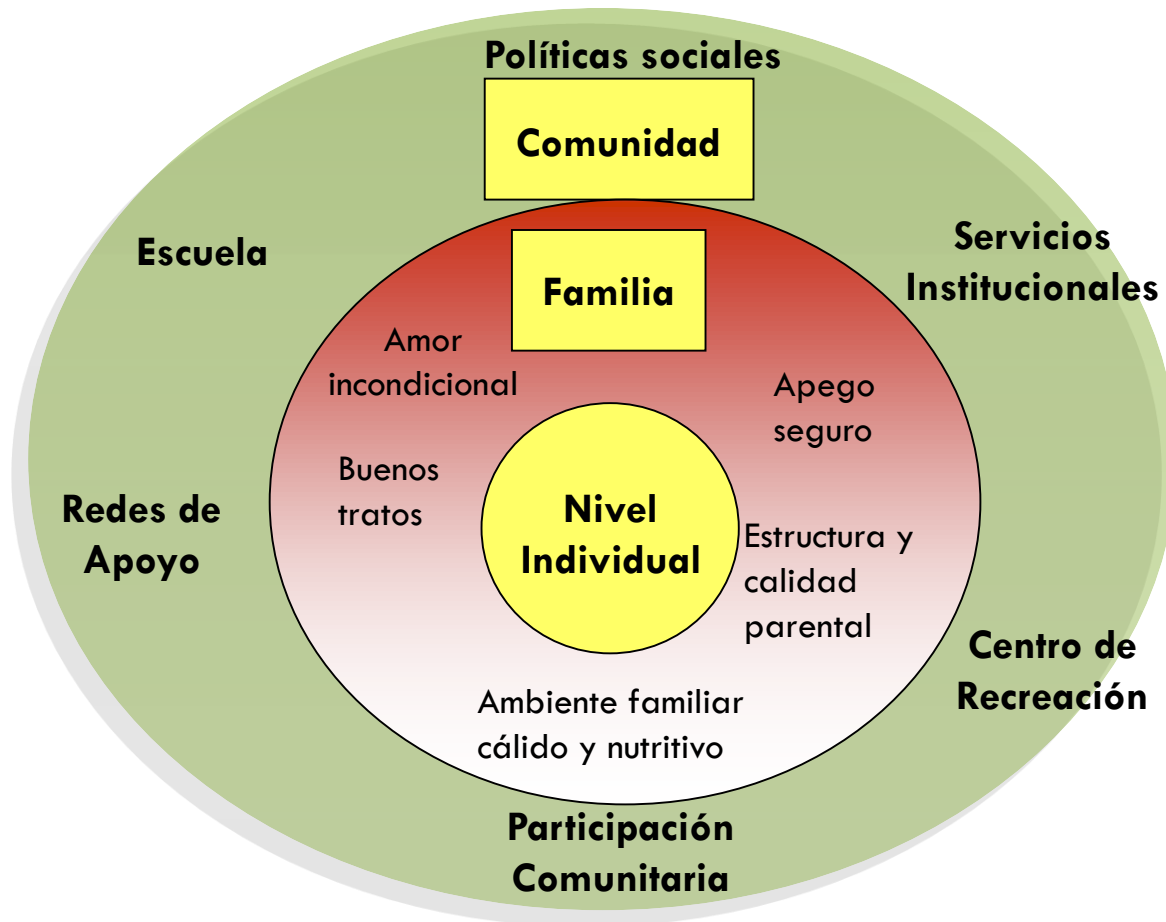 Políticas sociales
Comunidad
Escuela
Servicios
Institucionales
Familia
Amor
incondicional
Apego
seguro
Buenos
tratos
Redes de
Apoyo
Nivel
Individual
Estructura y
calidad
parental
Centro de
Recreación
Ambiente familiar
cálido y nutritivo
Participación
Comunitaria